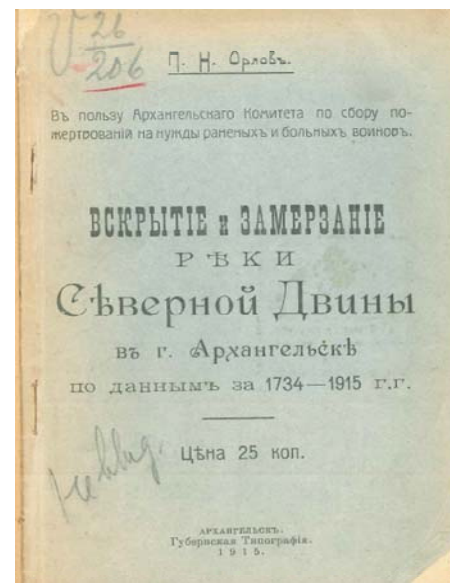 V 26
206
П. Н. Орловъ.
Въ пользу Архангельскаго Комитета по сбору по-
жертвованій на нужды раненыхъ и больныхъ воиновъ.
ВСКРЫТІЕ и ЗАМЕРЗАНІЕ
РѢКИ
Сѣверной Двины
въ г. Архангельскѣ
по даннымъ за 1734—1915 г.г.
Цѣна 25 коп.
АРХАНГЕЛЬСКЪ.
Губернская Типографія.
1915.